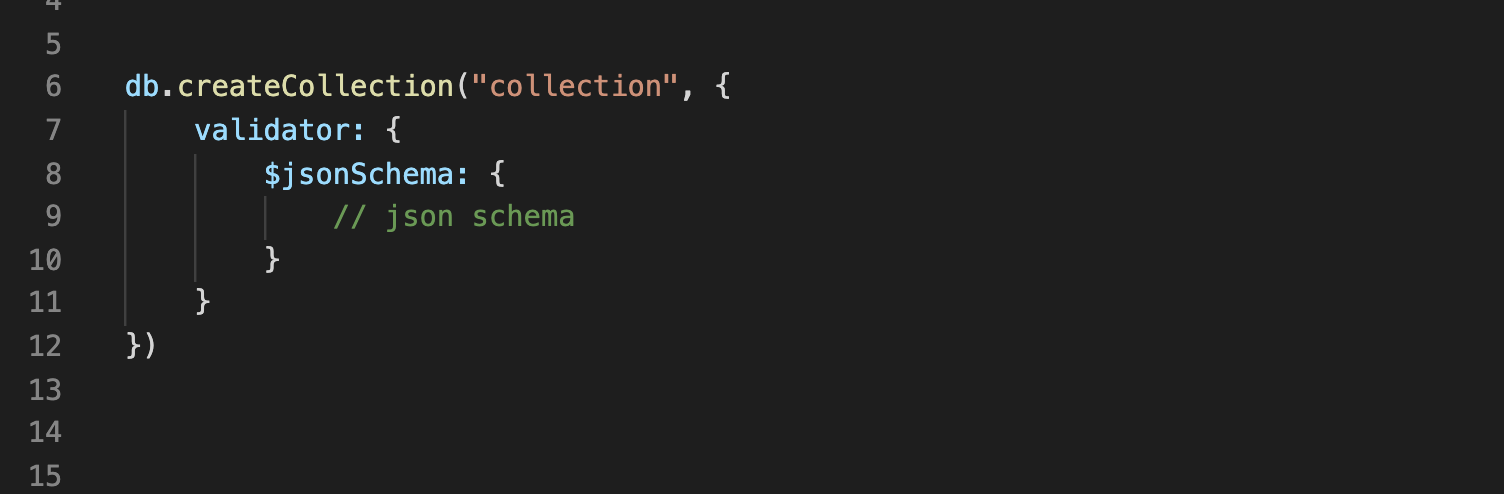 4
5
6 db.createCollection("collection", {
7 validator: {
8 $jsonSchema: {
9 // json schema
10 }
11 }
12 })
13
14
15